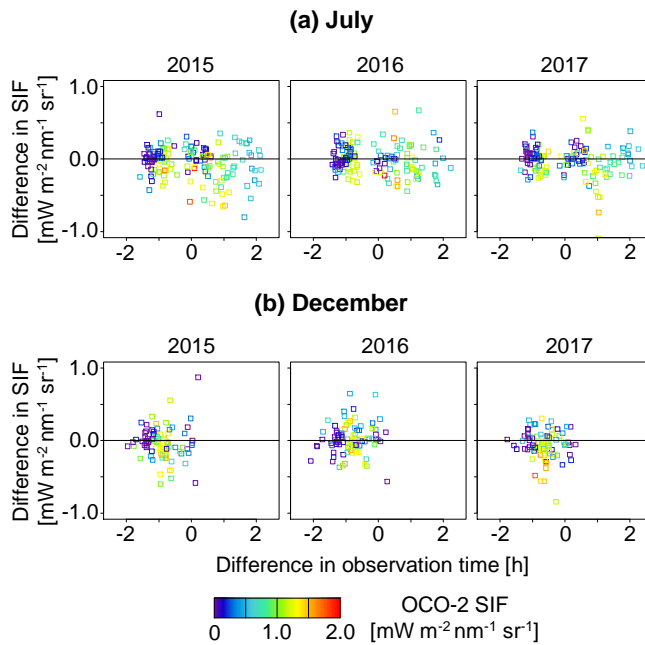 (a) July
2015 2016 2017
Difference in SIF
[mW m-2 nm-1 sr-1]
1.0
0.0
-1.0
-2 0 2 -2 0 2 -2 0 2
(b) December
2015 2016 2017
Difference in SIF
[mW m-2 nm-1 sr-1]
1.0
0.0
-1.0
-2 0 2 -2 0 2 -2 0 2
Difference in observation time [h]
0 1.0 2.0
OCO-2 SIF
[mW m-2 nm-1 sr-1]